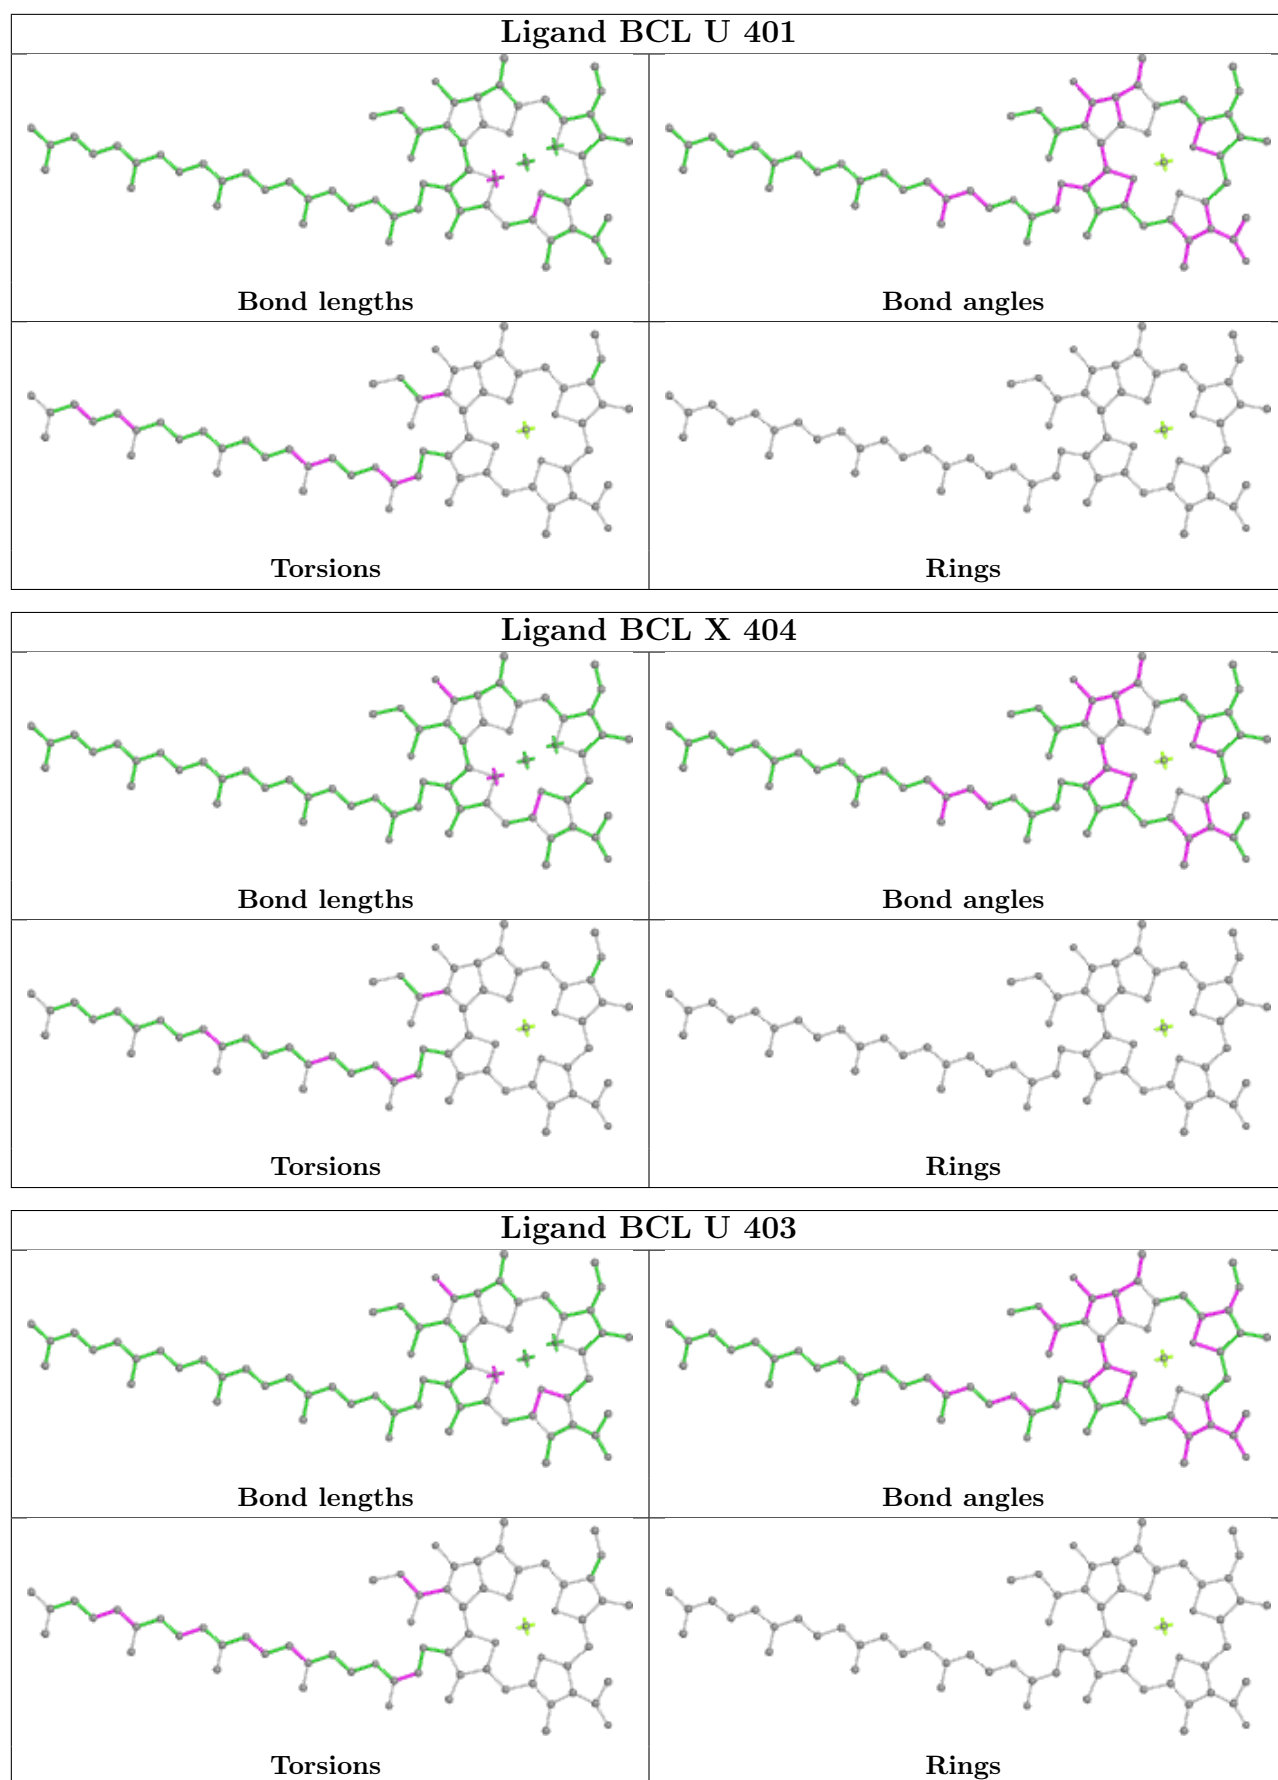 Ligand BCL U 401
Bond lengths
Bond angles
Torsions
Rings
Ligand BCL X 404
Bond lengths
Bond angles
Torsions
Rings
Ligand BCL U 403
Bond lengths
Bond angles
Torsions
Rings